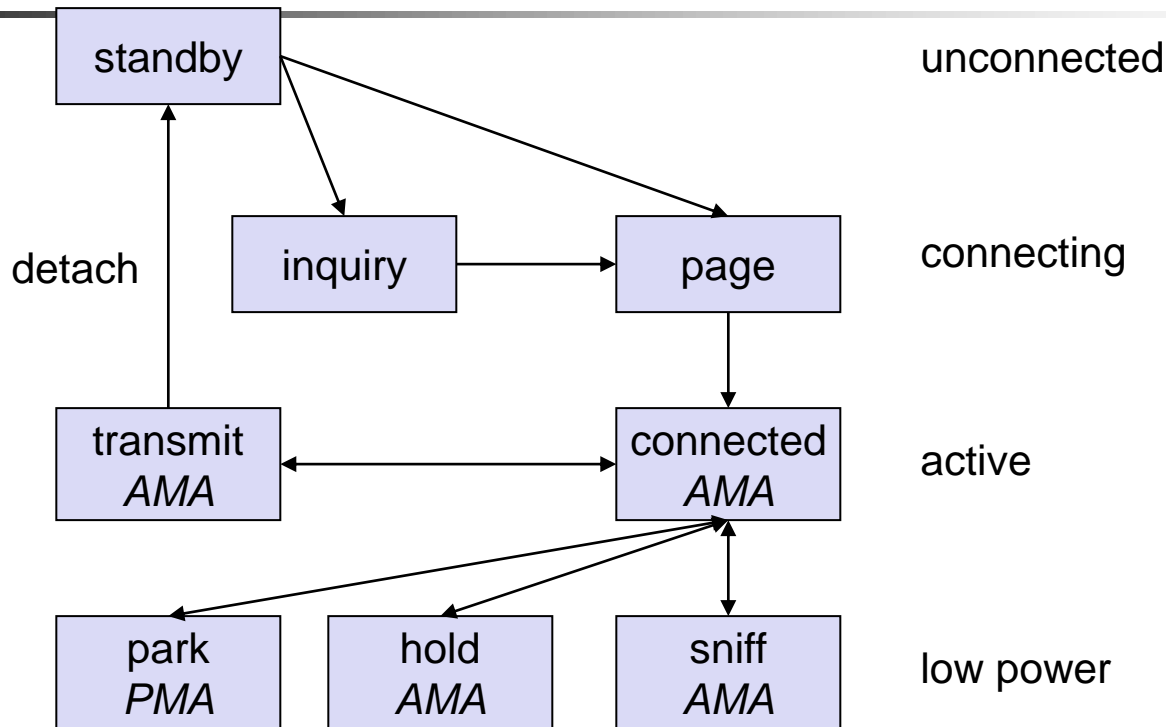 standby
unconnected
detach
inquiry
page
connecting
transmit
AMA
connected
AMA
active
park
PMA
hold
AMA
sniff
AMA
low power